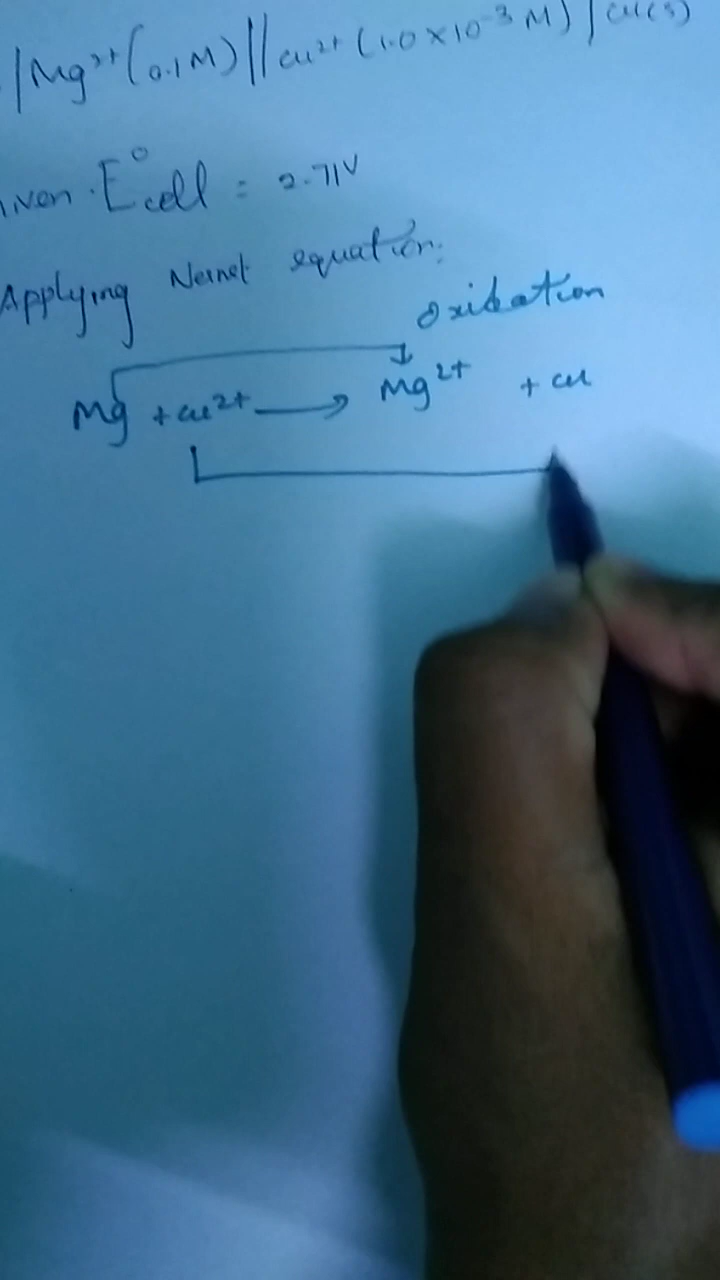 |Mg²⁺(0.1M)||Cu²⁺(1.0×10⁻³M)|Cu(s)
iven. E°cell = 2.71V
Applying Nernst equation:
oxidation
Mg + Cu²⁺ ⟶ Mg²⁺ + Cu